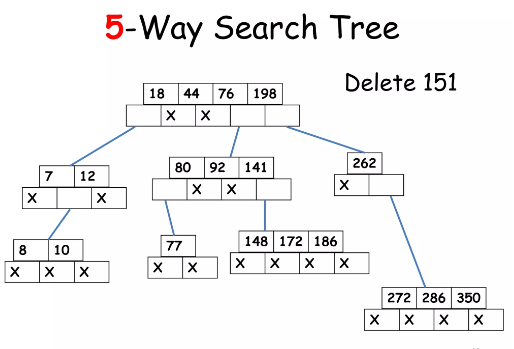 5-Way Search Tree
Delete 151
18 44 76 198
X X
7 12
X X
80 92 141
X X
262
X
8 10
X X X
77
X X
148 172 186
X X X X
272 286 350
X X X X